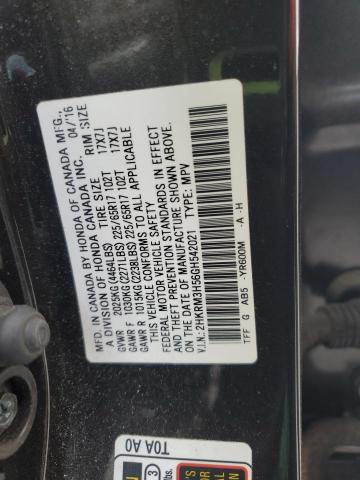 MFD. IN CANADA BY HONDA OF CANADA MFG.,
A DIVISION OF HONDA CANADA INC. 04/16
TIRE SIZE RIM SIZE
GVWR 2025KG(4464LBS)
GAWR F 1030KG(2271LBS) 225/65R17 102T 17X7J
GAWR R 1015KG(2238LBS) 225/65R17 102T 17X7J
THIS VEHICLE CONFORMS TO ALL APPLICABLE
FEDERAL MOTOR VEHICLE SAFETY
AND THEFT PREVENTION STANDARDS IN EFFECT
ON THE DATE OF MANUFACTURE SHOWN ABOVE.
V.I.N.: 2HKRM3H56GH542021 TYPE: MPV
TFF G AB5 YR600M -A -H
T0A A0
3